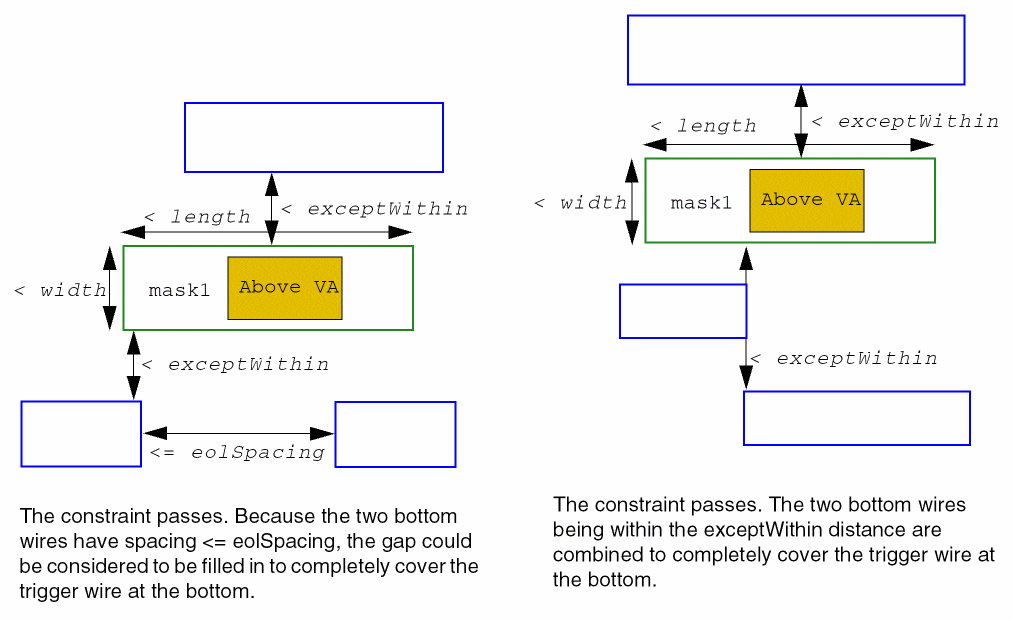 < length
< exceptWithin
< width
mask1
Above VA
< exceptWithin
<= eolSpacing
The constraint passes. Because the two bottom
wires have spacing <= eolSpacing, the gap could
be considered to be filled in to completely cover the
trigger wire at the bottom.
< length
< exceptWithin
< width
mask1
Above VA
< exceptWithin
The constraint passes. The two bottom wires
being within the exceptWithin distance are
combined to completely cover the trigger wire at
the bottom.